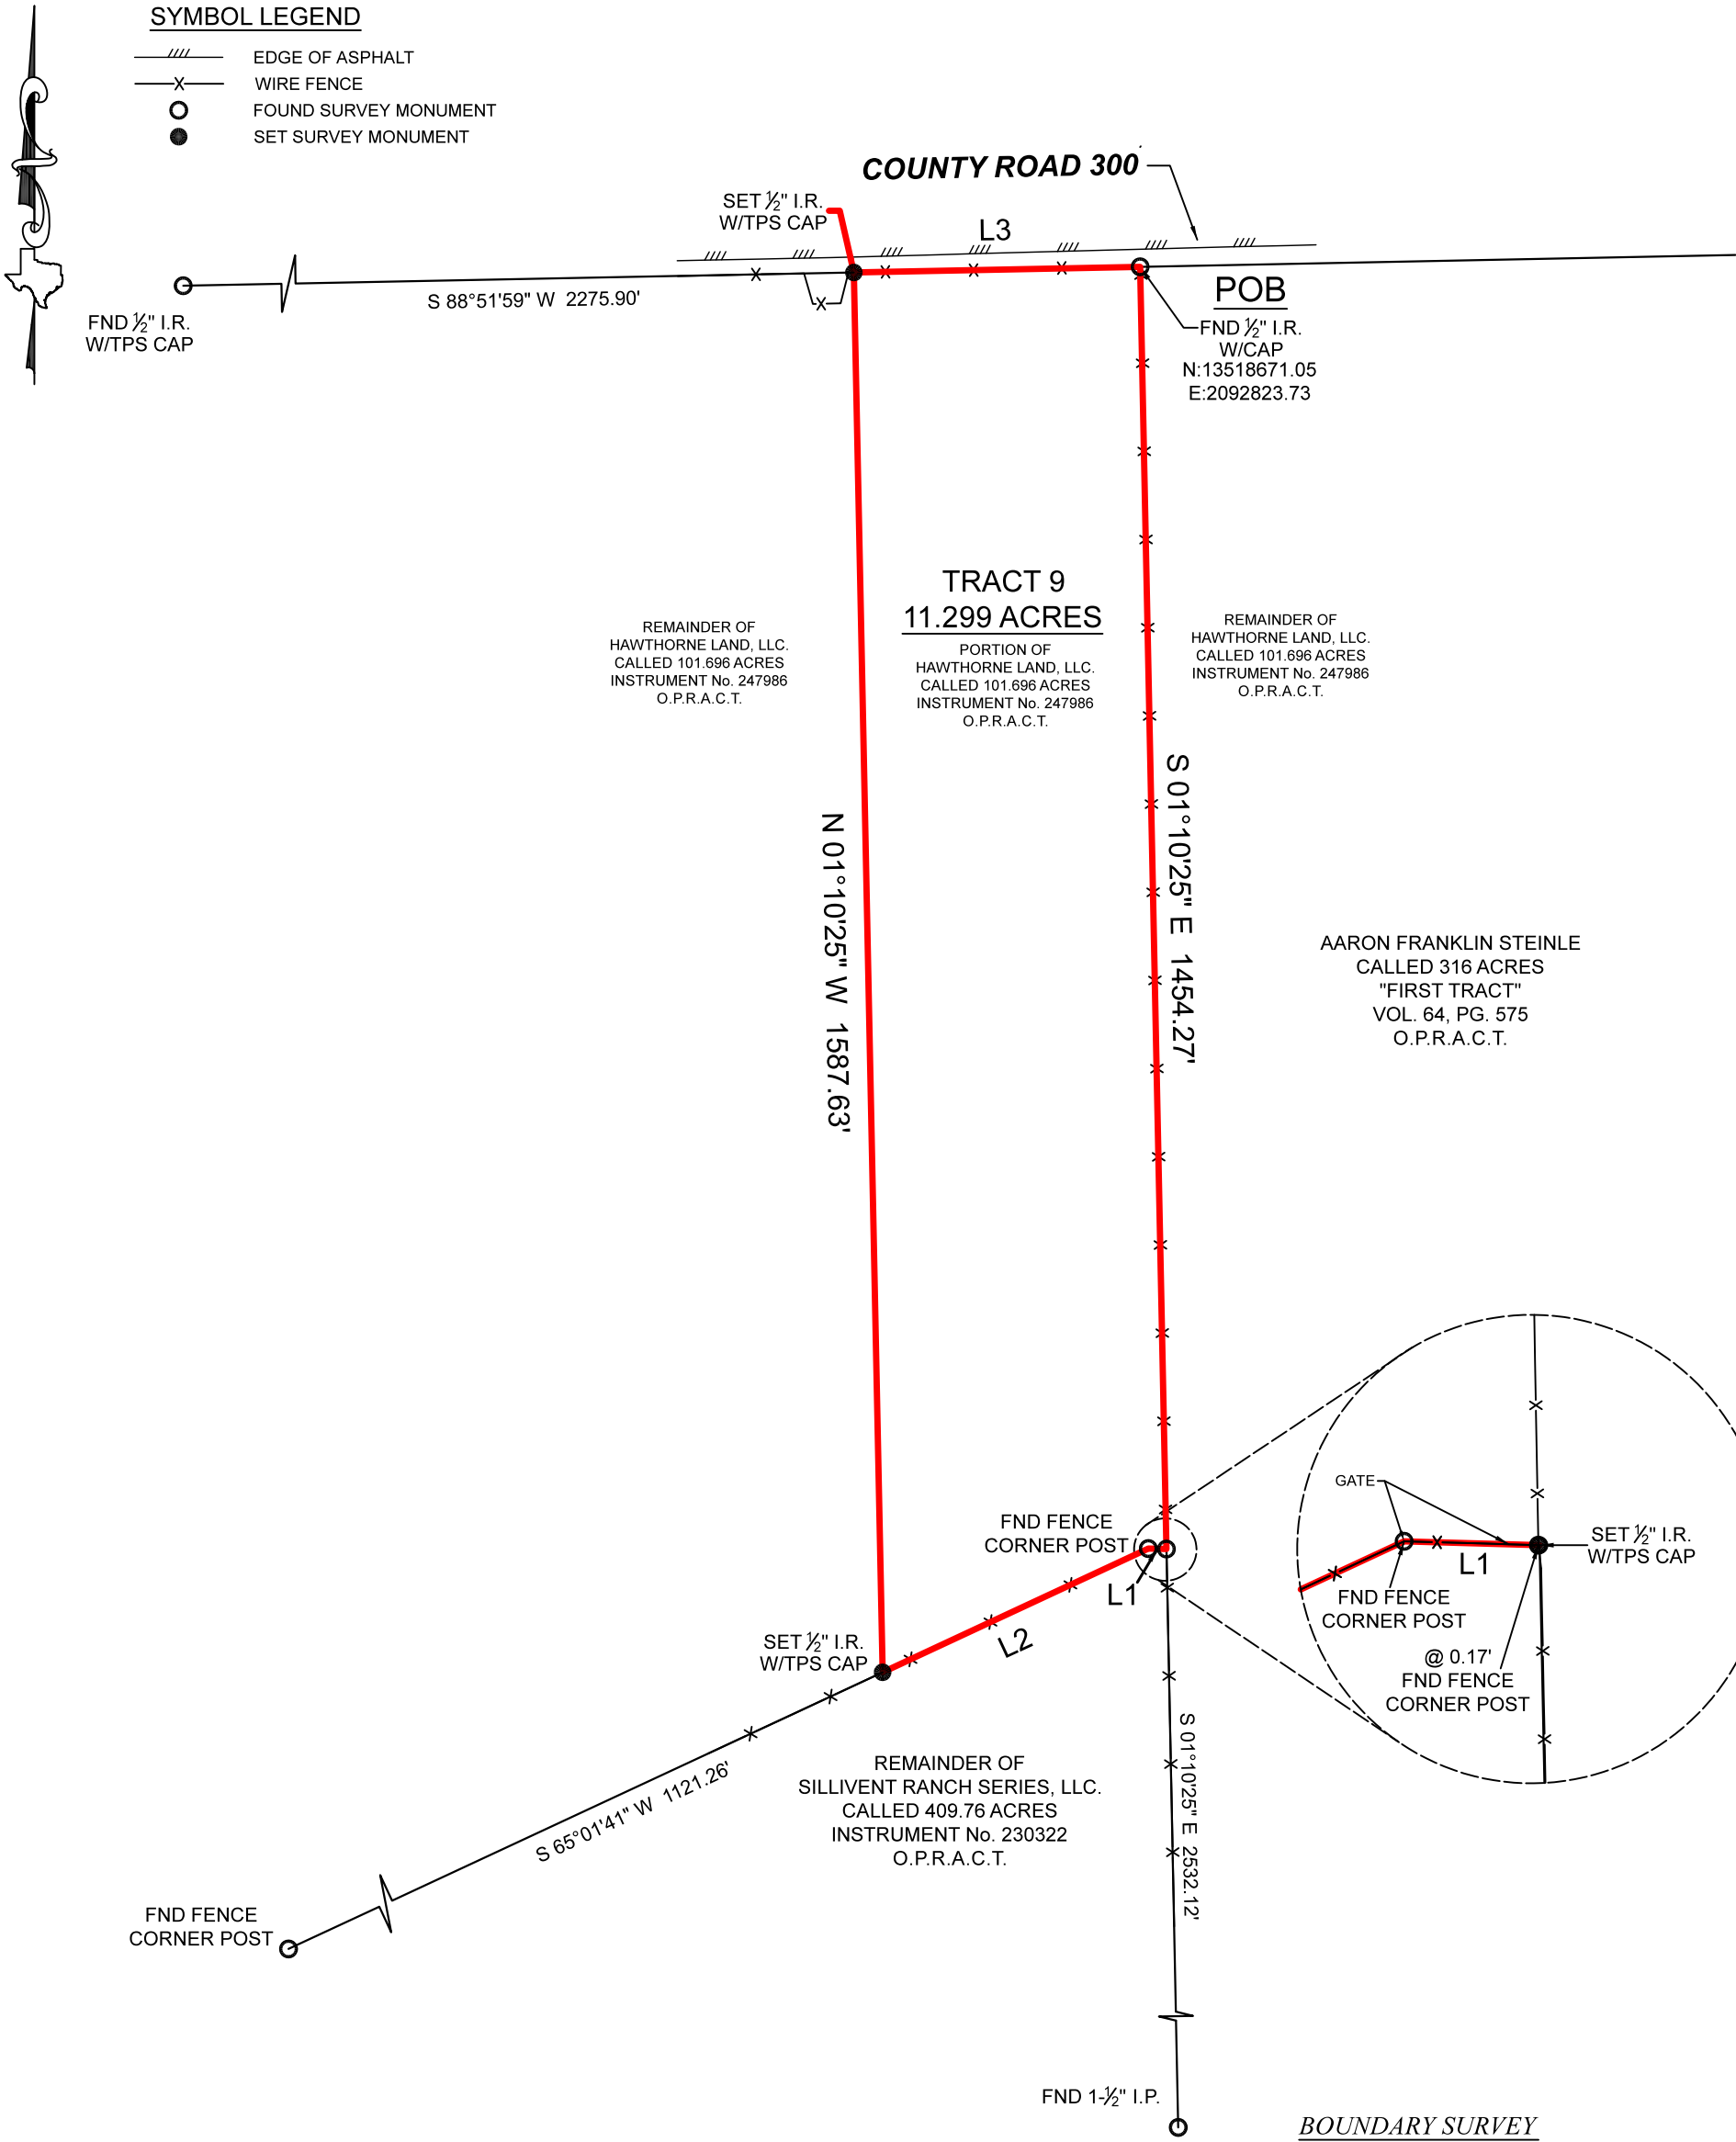 SYMBOL LEGEND
EDGE OF ASPHALT
WIRE FENCE
FOUND SURVEY MONUMENT
SET SURVEY MONUMENT
COUNTY ROAD 300
SET ½" I.R.
W/TPS CAP
L3
S 88°51'59" W 2275.90'
FND ½" I.R.
W/TPS CAP
POB
FND ½" I.R.
W/CAP
N:13518671.05
E:2092823.73
TRACT 9
11.299 ACRES
PORTION OF
HAWTHORNE LAND, LLC.
CALLED 101.696 ACRES
INSTRUMENT No. 247986
O.P.R.A.C.T.
REMAINDER OF
HAWTHORNE LAND, LLC.
CALLED 101.696 ACRES
INSTRUMENT No. 247986
O.P.R.A.C.T.
REMAINDER OF
HAWTHORNE LAND, LLC.
CALLED 101.696 ACRES
INSTRUMENT No. 247986
O.P.R.A.C.T.
N 01°10'25" W 1587.63'
S 01°10'25" E 1454.27'
AARON FRANKLIN STEINLE
CALLED 316 ACRES
"FIRST TRACT"
VOL. 64, PG. 575
O.P.R.A.C.T.
FND FENCE
CORNER POST
L1
L2
SET ½" I.R.
W/TPS CAP
GATE
L1
SET ½" I.R.
W/TPS CAP
FND FENCE
CORNER POST
@ 0.17'
FND FENCE
CORNER POST
S 65°01'41" W 1121.26'
REMAINDER OF
SILLIVENT RANCH SERIES, LLC.
CALLED 409.76 ACRES
INSTRUMENT No. 230322
O.P.R.A.C.T.
S 01°10'25" E 2532.12'
FND FENCE
CORNER POST
FND 1-½" I.P.
BOUNDARY SURVEY